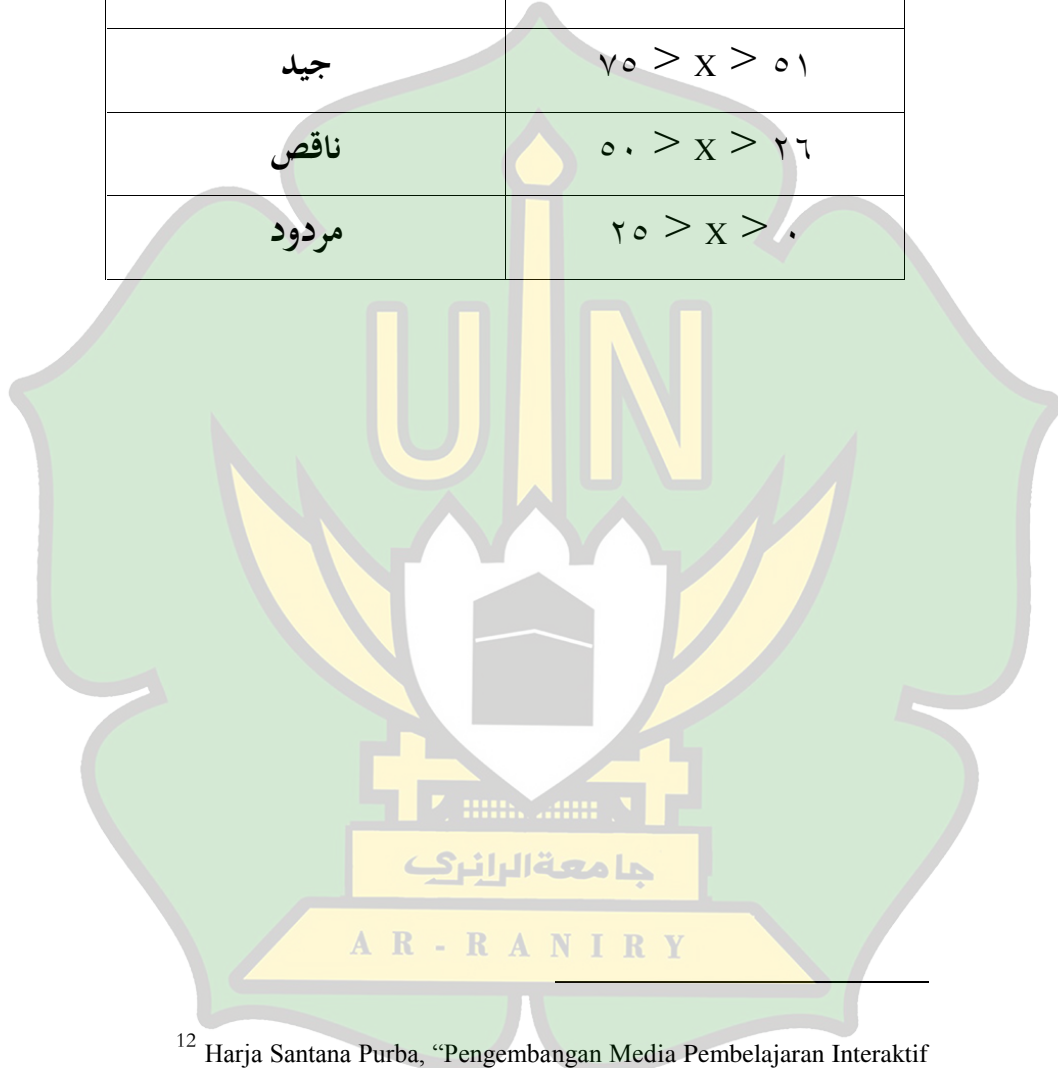 جيد ٧٥ > x > ٥١
ناقص ٥٠ > x > ٢٦
مردود ٢٥ > x > ٠
UIN
جامعة الرانري
AR-RANIRY
12 Harja Santana Purba, “Pengembangan Media Pembelajaran Interaktif